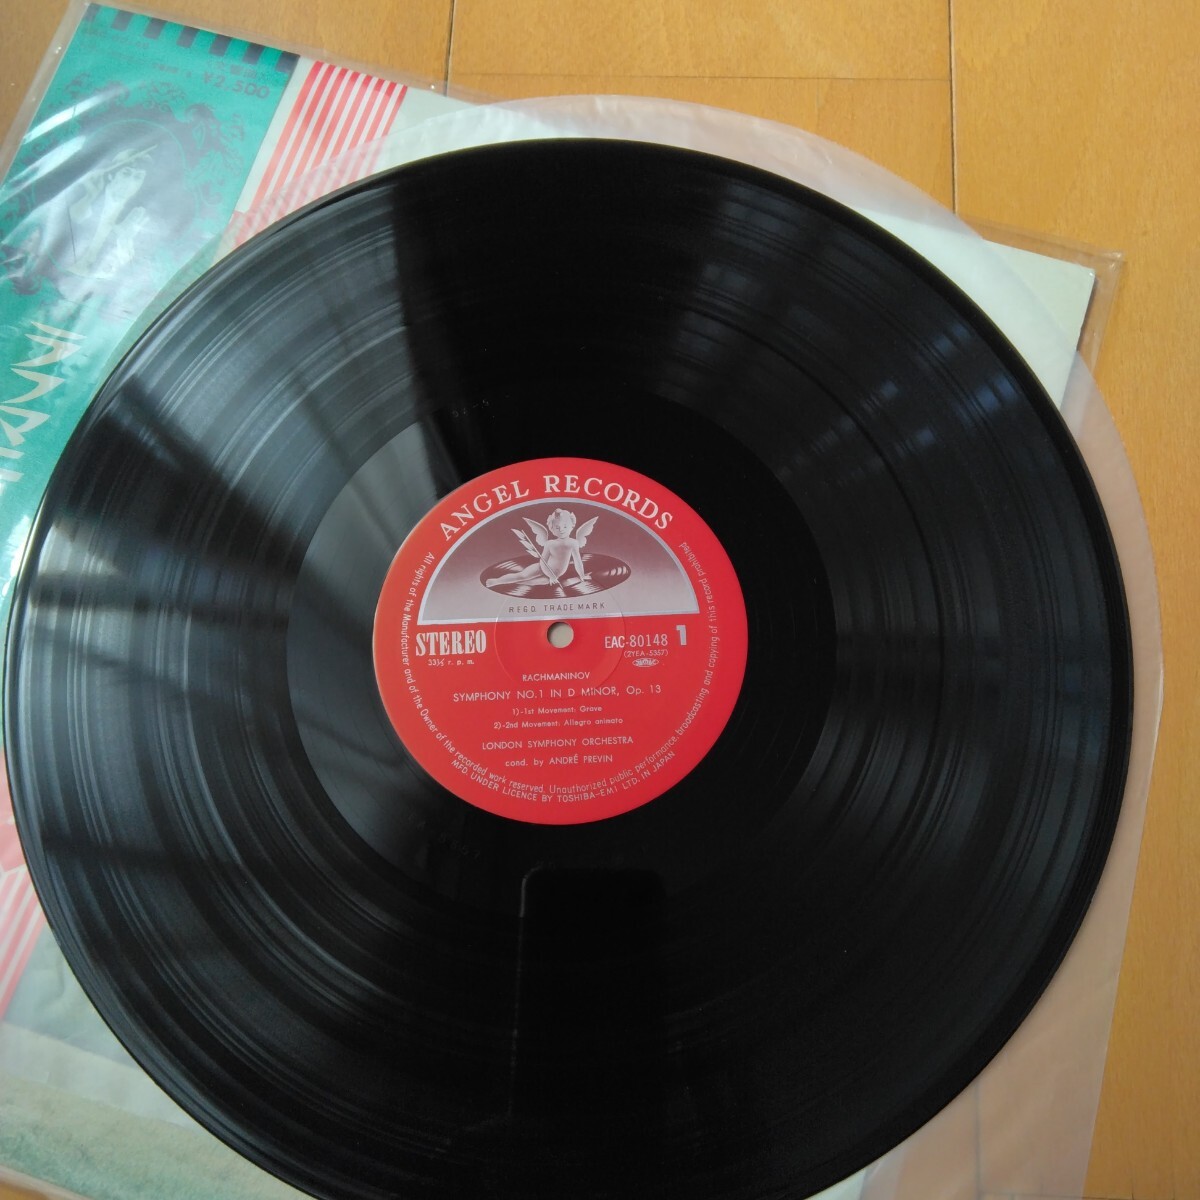 ¥2,500
ANGEL RECORDS
REGD. TRADE MARK
STEREO
33⅓ r. p. m.
EAC-80148 1
(2YEA-5367)
RACHMANINOV
SYMPHONY NO. 1 IN D MINOR, Op. 13
1)-1st Movement: Grave
2)-2nd Movement: Allegro animato
LONDON SYMPHONY ORCHESTRA
cond. by ANDRÉ PREVIN
All rights of the Manufacturer and of the Owner of the recorded work reserved. Unauthorized public performance, broadcasting and copying of this record prohibited
MFD. UNDER LICENCE BY TOSHIBA-EMI LTD. IN JAPAN